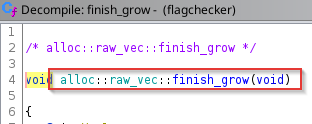 Decompile: finish_grow - (flagchecker)
1
2 /* alloc::raw_vec::finish_grow */
3
4 void alloc::raw_vec::finish_grow(void)
5
6 {